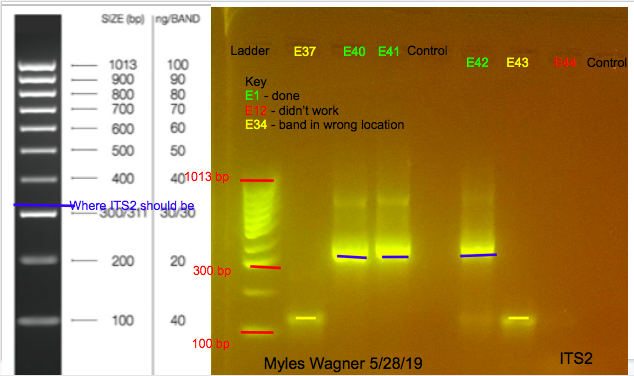 SIZE (bp) ng/BAND
1013 100
900 90
800 80
700 70
600 60
500 50
400 40
Where ITS2 should be
300/311 30/30
200 20
100 40
Ladder E37 E40 E41 Control E42 E43 E44 Control
Key
E1 - done
E12 - didn't work
E34 - band in wrong location
1013 bp
300 bp
100 bp
Myles Wagner 5/28/19
ITS2